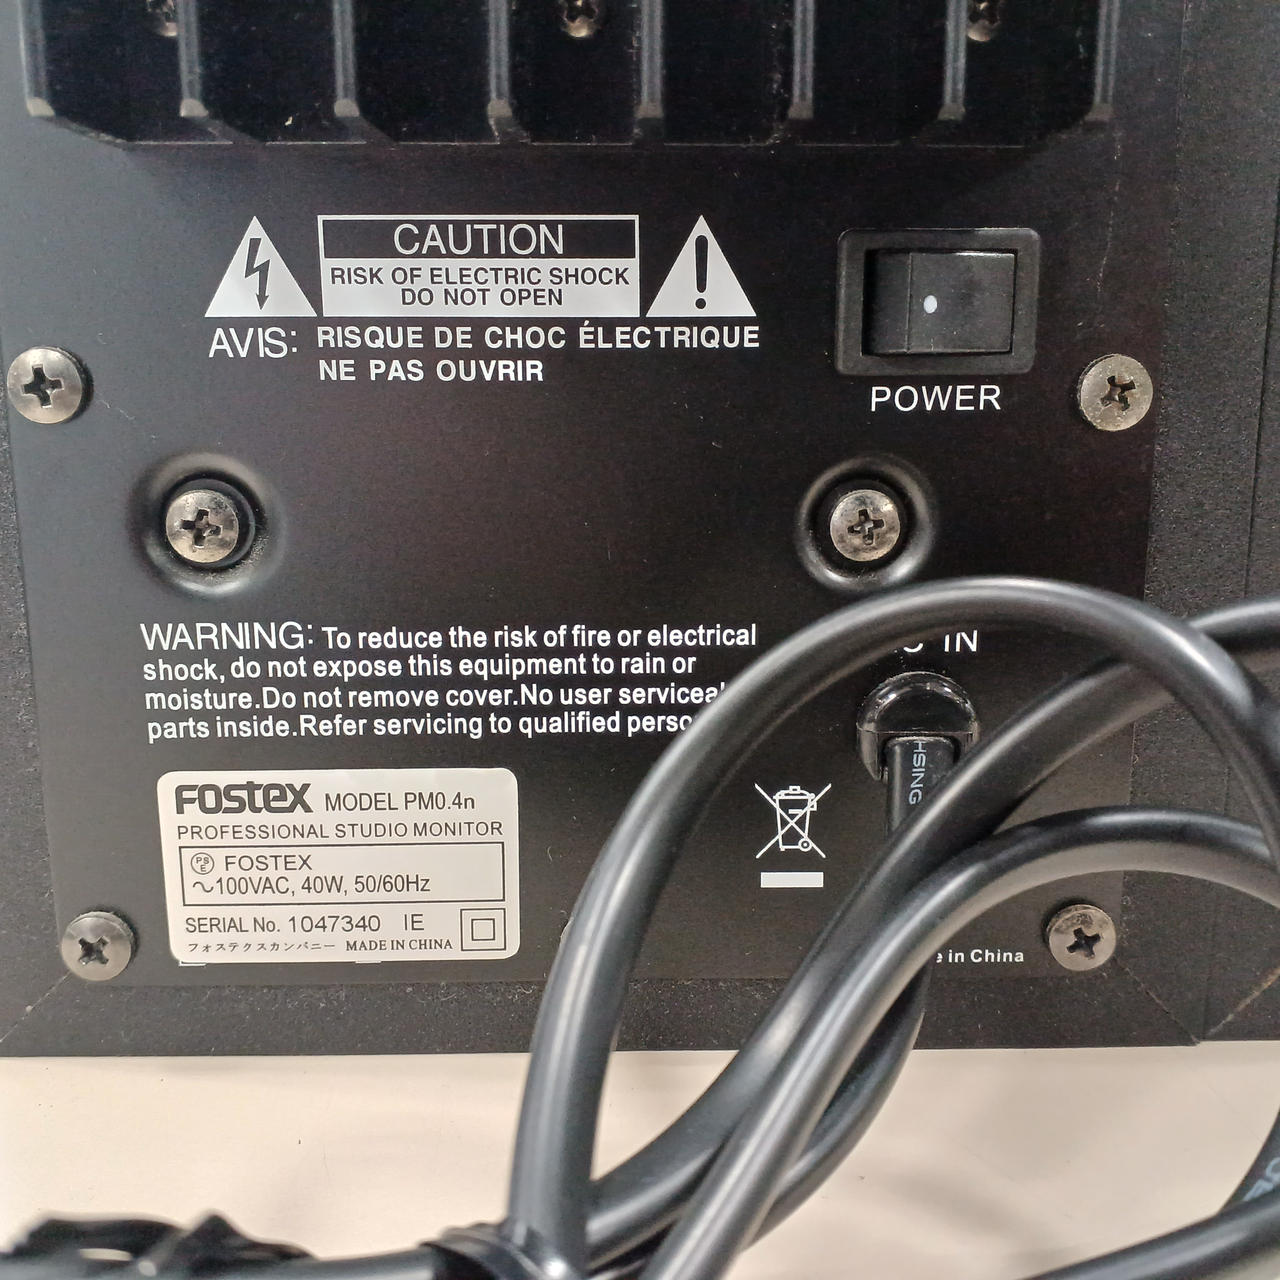 CAUTION
RISK OF ELECTRIC SHOCK
DO NOT OPEN
AVIS: RISQUE DE CHOC ÉLECTRIQUE
NE PAS OUVRIR
POWER
WARNING: To reduce the risk of fire or electrical
shock, do not expose this equipment to rain or
moisture.Do not remove cover.No user
parts inside.Refer servicing to qualified
IN
HSING
FOSTEX MODEL PM0.4n
PROFESSIONAL STUDIO MONITOR
PSE FOSTEX
~100VAC, 40W, 50/60Hz
SERIAL No. 1047340 IE
フォステクスカンパニー MADE IN CHINA
in China